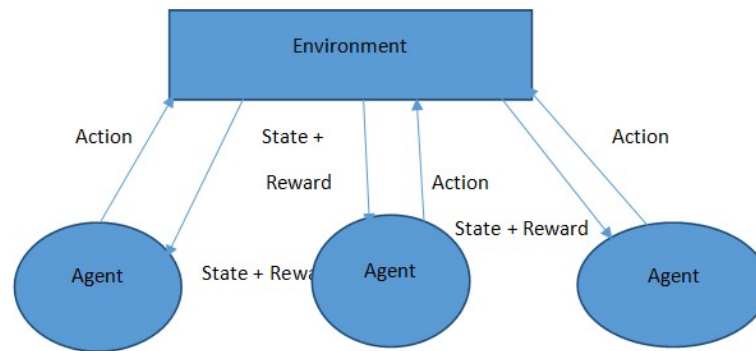 Environment
Action
State +
Reward
Action
Action
State + Reward
Agent
State + Rewa
Agent
Agent